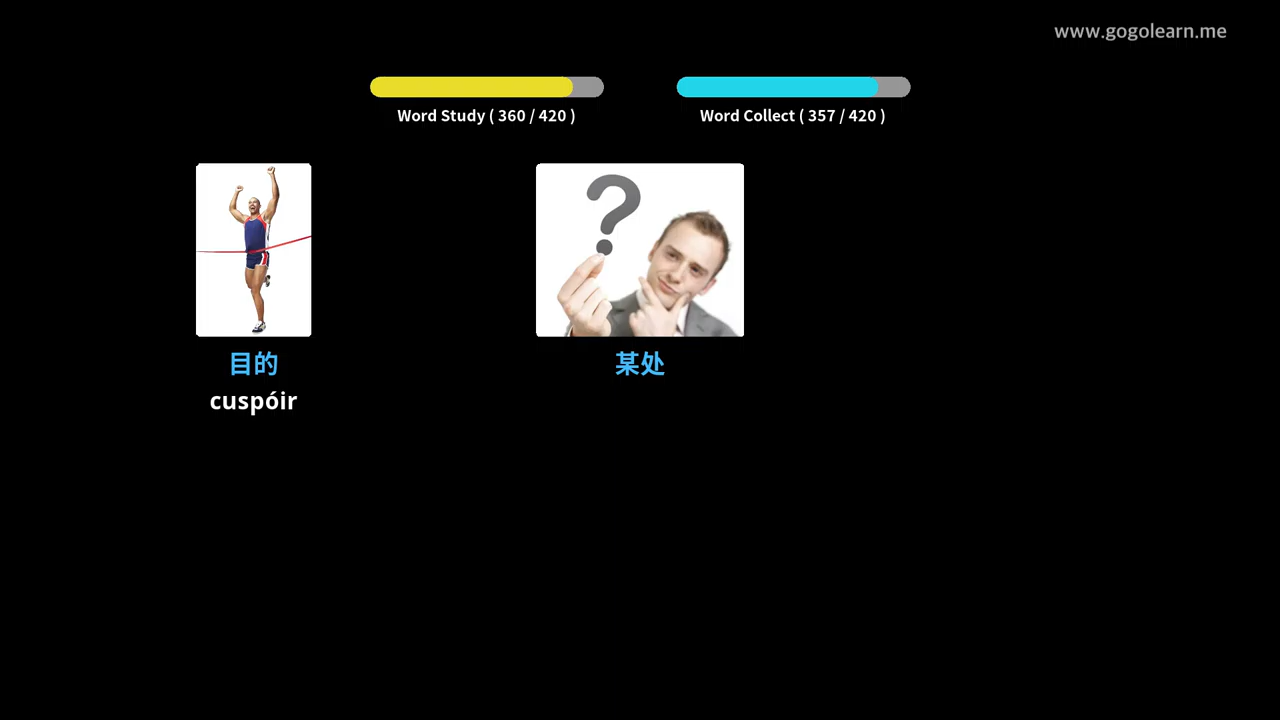 www.gogolearn.me
Word Study ( 360 / 420 )
Word Collect ( 357 / 420 )
目的
某处
cuspóir